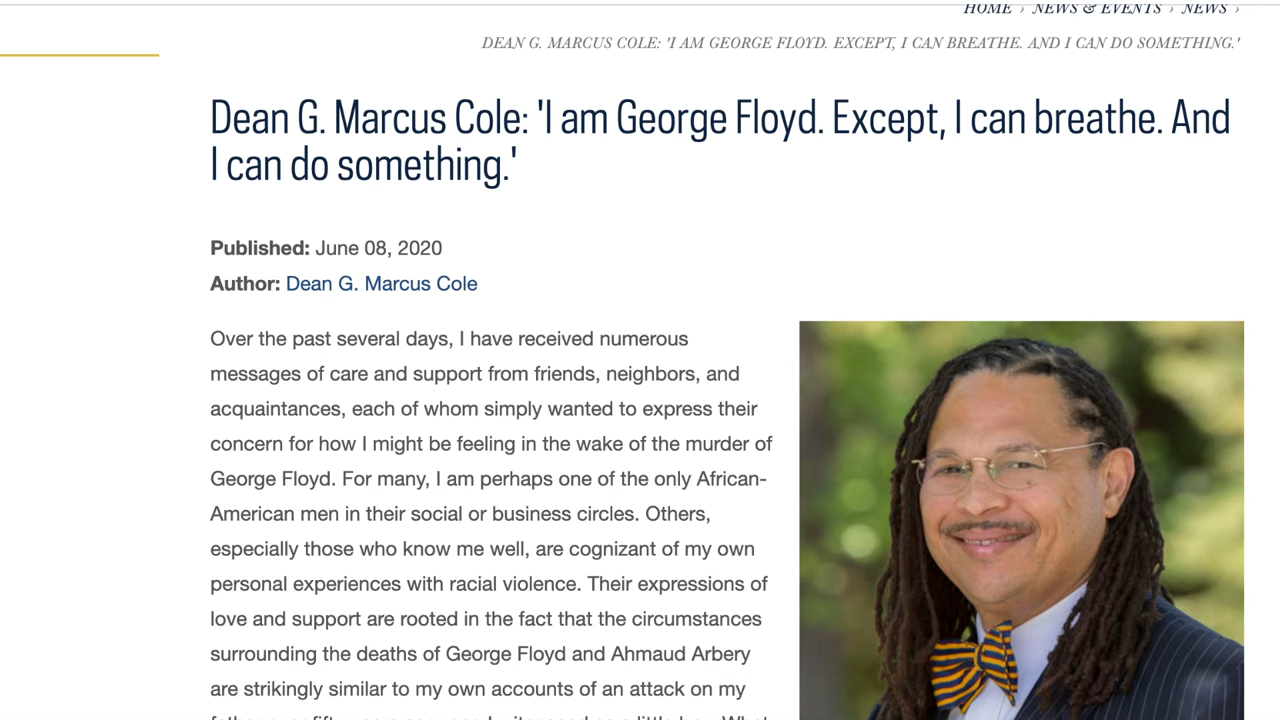 HOME › NEWS & EVENTS › NEWS ›
DEAN G. MARCUS COLE: 'I AM GEORGE FLOYD. EXCEPT, I CAN BREATHE. AND I CAN DO SOMETHING.'
Dean G. Marcus Cole: 'I am George Floyd. Except, I can breathe. And
I can do something.'
Published: June 08, 2020
Author: Dean G. Marcus Cole
Over the past several days, I have received numerous
messages of care and support from friends, neighbors, and
acquaintances, each of whom simply wanted to express their
concern for how I might be feeling in the wake of the murder of
George Floyd. For many, I am perhaps one of the only African-
American men in their social or business circles. Others,
especially those who know me well, are cognizant of my own
personal experiences with racial violence. Their expressions of
love and support are rooted in the fact that the circumstances
surrounding the deaths of George Floyd and Ahmaud Arbery
are strikingly similar to my own accounts of an attack on my